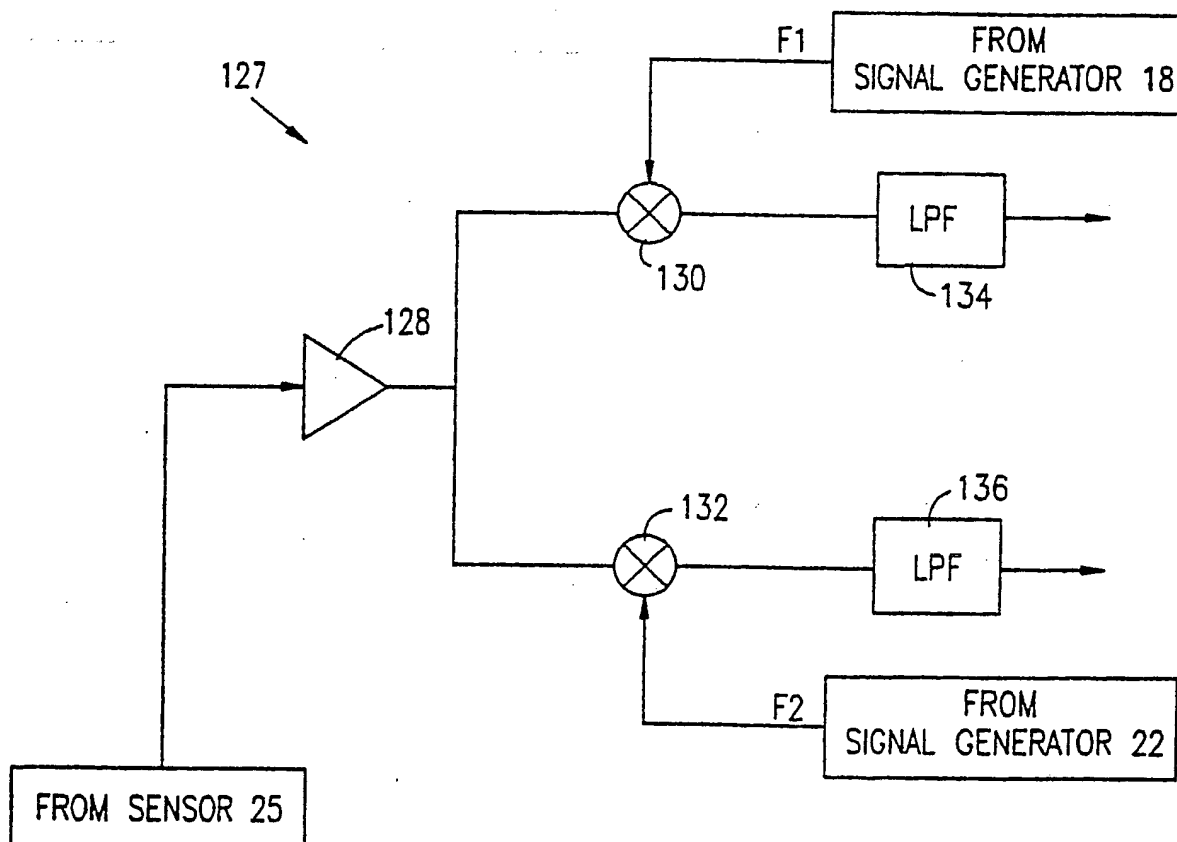 F1
FROM
SIGNAL GENERATOR 18
127
LPF
130
134
128
132
136
LPF
F2
FROM
SIGNAL GENERATOR 22
FROM SENSOR 25